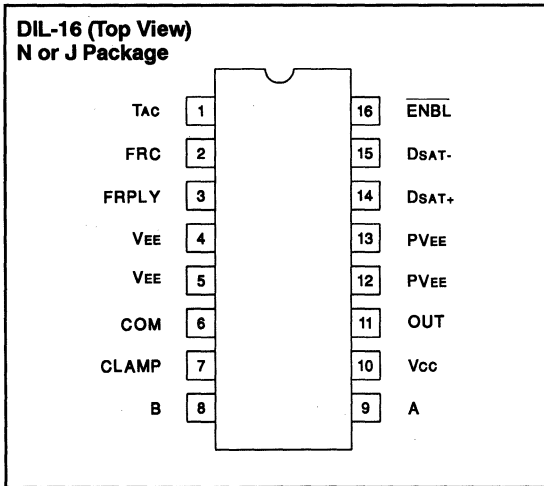 DIL-16 (Top View)
N or J Package
TAC 1 16 ENBL
FRC 2 15 DSAT-
FRPLY 3 14 DSAT+
VEE 4 13 PVEE
VEE 5 12 PVEE
COM 6 11 OUT
CLAMP 7 10 VCC
B 8 9 A